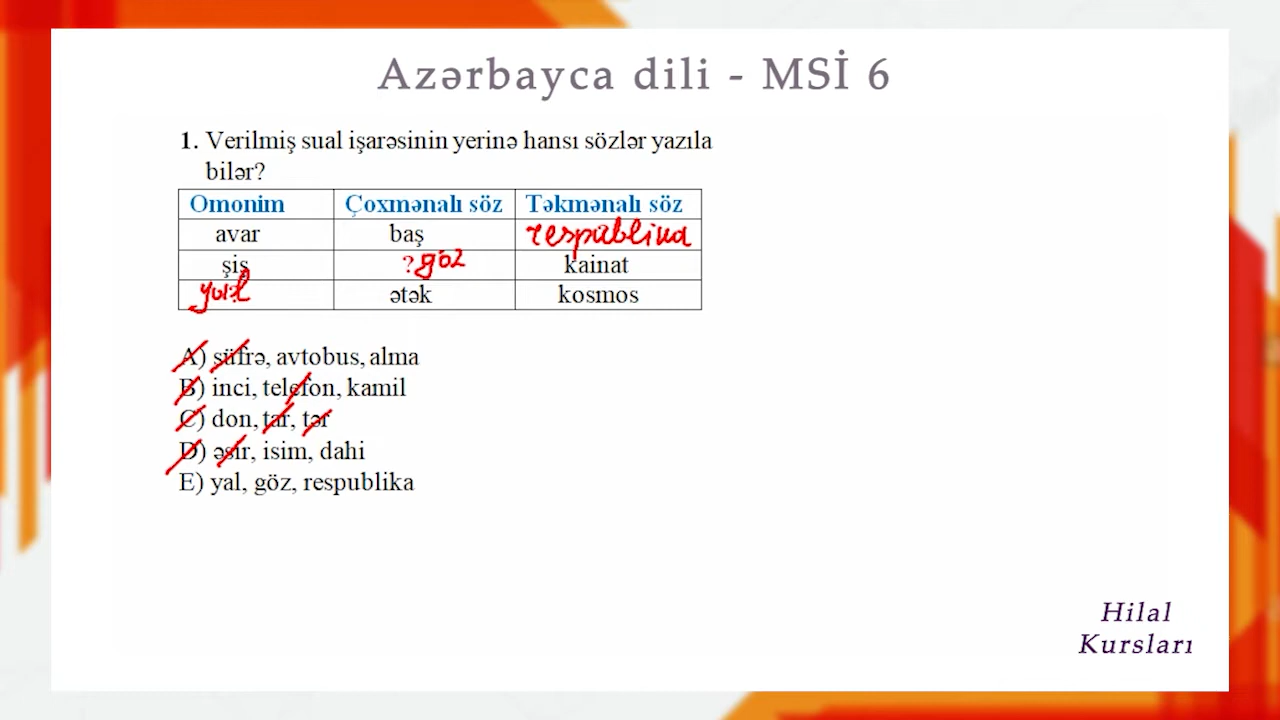 Azərbayca dili - MSİ 6
1. Verilmiş sual işarəsinin yerinə hansı sözlər yazıla
bilər?
Omonim Çoxmənalı söz Təkmənalı söz
avar baş respublika
şiş ? göz kainat
yal ətək kosmos
A) süfrə, avtobus, alma
B) inci, telefon, kamil
C) don, tar, tər
D) əsir, isim, dahi
E) yal, göz, respublika
Hilal
Kursları